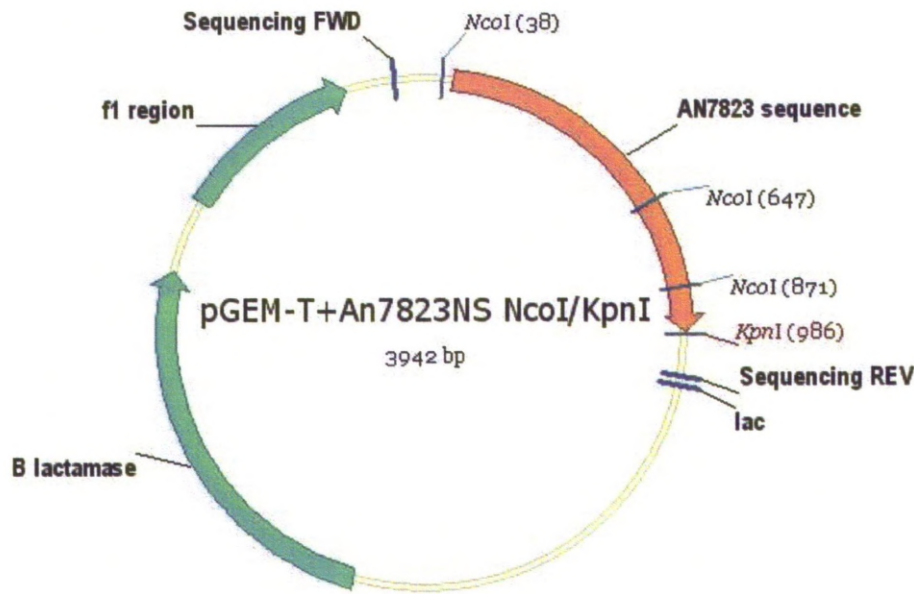 Sequencing FWD
NcoI (38)
f1 region
AN7823 sequence
NcoI (647)
NcoI (871)
pGEM-T+An7823NS NcoI/KpnI
3942 bp
KpnI (986)
Sequencing REV
lac
B lactamase